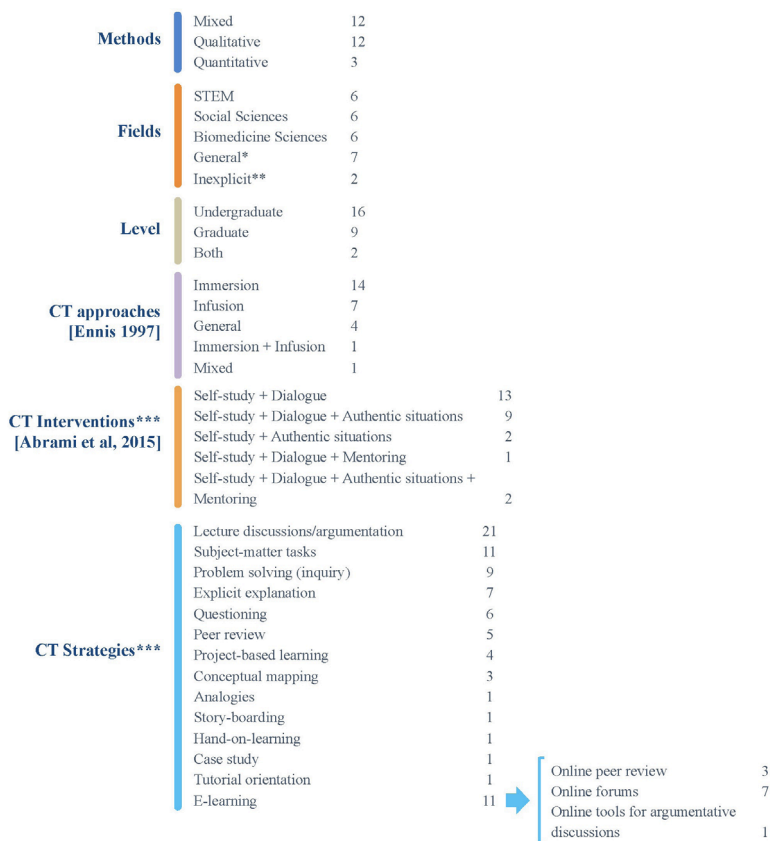 Methods
Mixed 12
Qualitative 12
Quantitative 3
Fields
STEM 6
Social Sciences 6
Biomedicine Sciences 6
General* 7
Inexplicit** 2
Level
Undergraduate 16
Graduate 9
Both 2
CT approaches
[Ennis 1997]
Immersion 14
Infusion 7
General 4
Immersion + Infusion 1
Mixed 1
CT Interventions***
[Abrami et al, 2015]
Self-study + Dialogue 13
Self-study + Dialogue + Authentic situations 9
Self-study + Authentic situations 2
Self-study + Dialogue + Mentoring 1
Self-study + Dialogue + Authentic situations +
Mentoring 2
CT Strategies***
Lecture discussions/argumentation 21
Subject-matter tasks 11
Problem solving (inquiry) 9
Explicit explanation 7
Questioning 6
Peer review 5
Project-based learning 4
Conceptual mapping 3
Analogies 1
Story-boarding 1
Hand-on-learning 1
Case study 1
Tutorial orientation 1
E-learning 11
Online peer review 3
Online forums 7
Online tools for argumentative
discussions 1